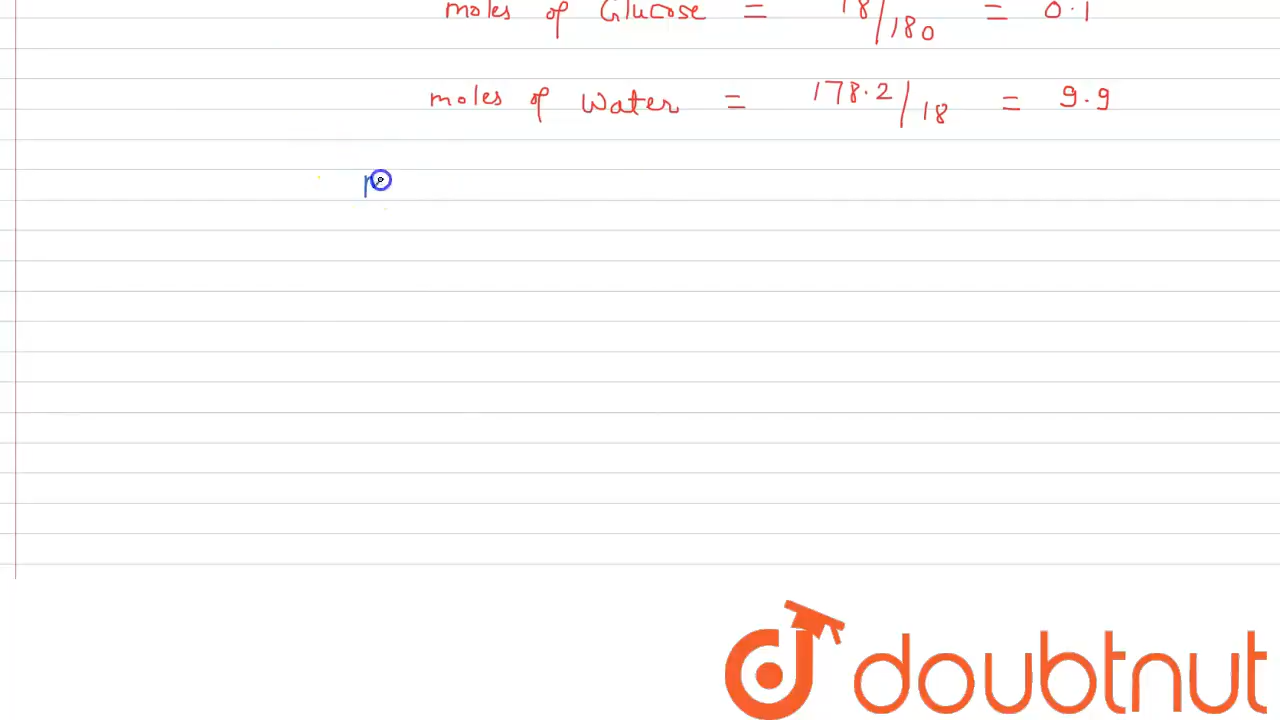 moles of Glucose = 18/180 = 0.1
moles of Water = 178.2/18 = 9.9
doubtnut